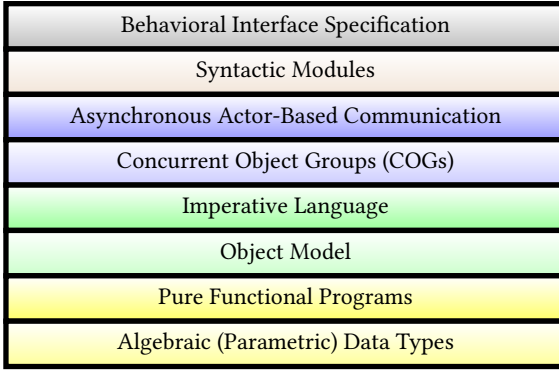 Behavioral Interface Specification
Syntactic Modules
Asynchronous Actor-Based Communication
Concurrent Object Groups (COGs)
Imperative Language
Object Model
Pure Functional Programs
Algebraic (Parametric) Data Types